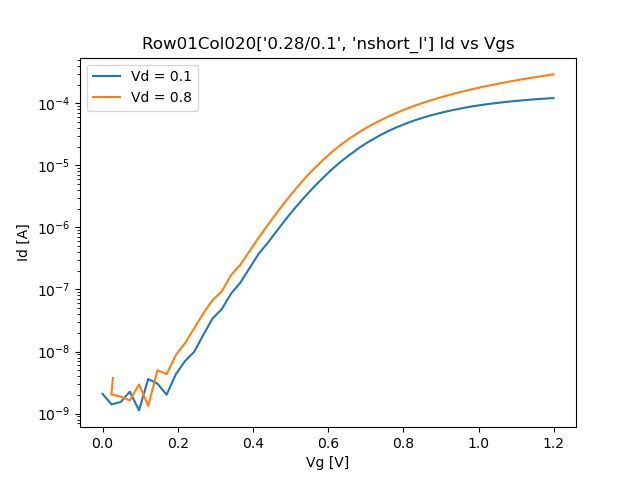 Row01Col020['0.28/0.1', 'nshort_l'] Id vs Vgs
Vd = 0.1
Vd = 0.8
Id [A]
10⁻⁴
10⁻⁵
10⁻⁶
10⁻⁷
10⁻⁸
10⁻⁹
0.0 0.2 0.4 0.6 0.8 1.0 1.2
Vg [V]